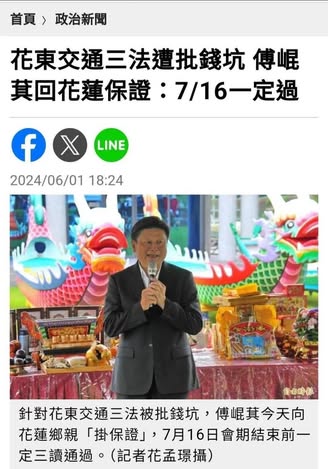 首頁 〉 政治新聞
花東交通三法遭批錢坑 傅崐
萁回花蓮保證：7/16一定過
f X LINE
2024/06/01 18:24
自由時報
針對花東交通三法被批錢坑，傅崐萁今天向
花蓮鄉親「掛保證」，7月16日會期結束前一
定三讀通過。（記者花孟璟攝）